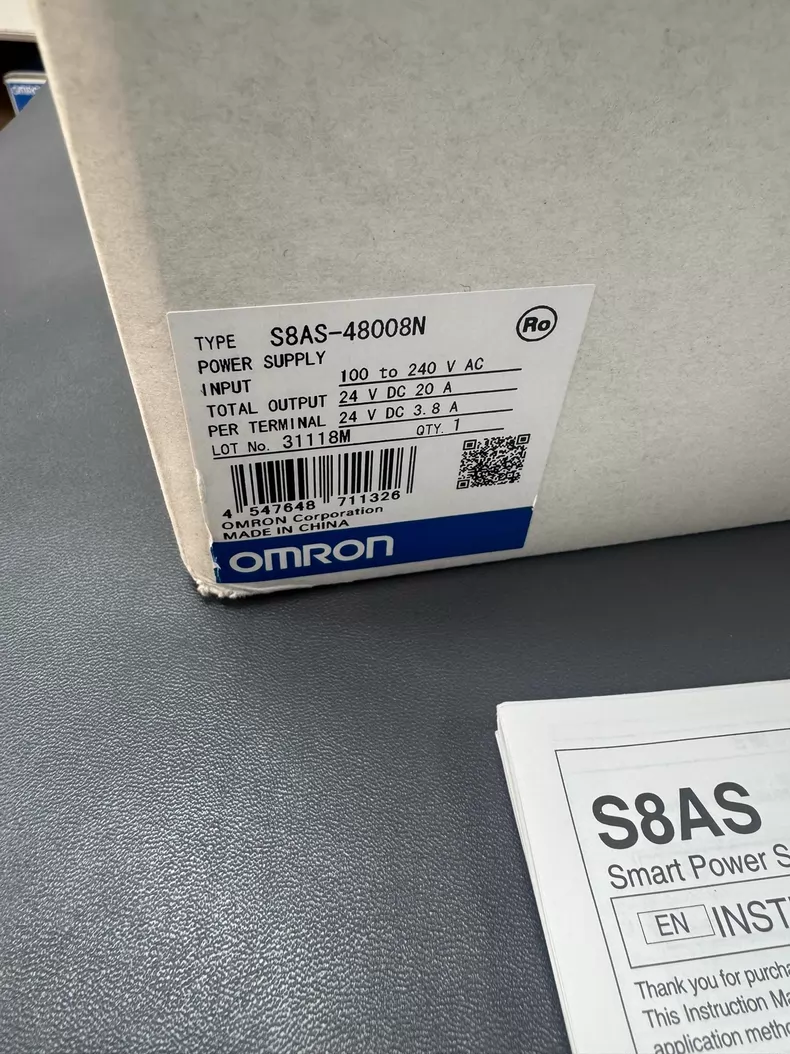 TYPE S8AS-48008N
Ro
POWER SUPPLY
INPUT 100 to 240 V AC
TOTAL OUTPUT 24 V DC 20 A
PER TERMINAL 24 V DC 3.8 A
LOT No. 31118M QTY. 1
4 547648 711326
OMRON Corporation
MADE IN CHINA
OMRON
S8AS
Smart Power S
EN INST
Thank you for purcha
This Instruction Ma
application metho